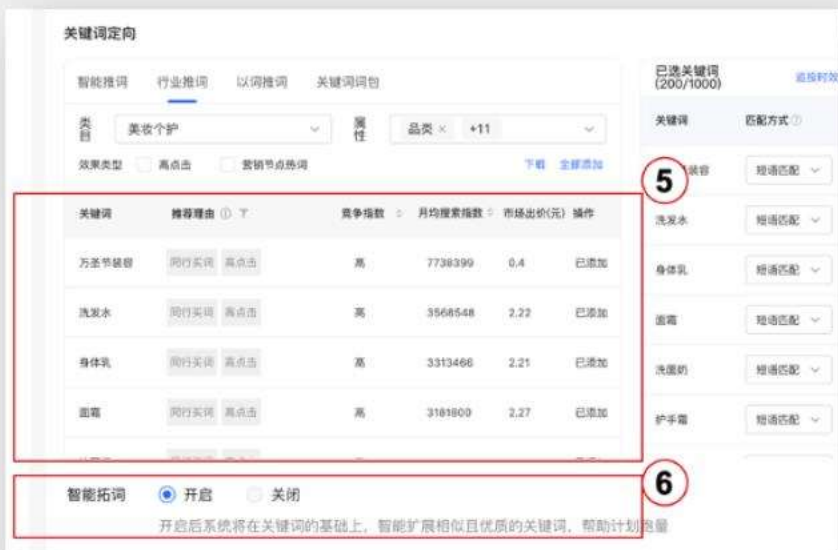 关键词定向
智能推词 行业推词 以词推词 关键词词包
类目 美妆个护 属性 品类 × +11
效果类型 高点击 营销节点热词 下载 全部添加
关键词 推荐理由 竞争指数 月均搜索指数 市场出价(元) 操作
万圣节装容 同行买词 高点击 高 7738399 0.4 已添加
洗发水 同行买词 高点击 高 3568548 2.22 已添加
身体乳 同行买词 高点击 高 3313466 2.21 已添加
面霜 同行买词 高点击 高 3181800 2.27 已添加
已选关键词
(200/1000)
关键词 匹配方式
5
装容 短语匹配
洗发水 短语匹配
身体乳 短语匹配
面霜 短语匹配
洗面奶 短语匹配
护手霜 短语匹配
6
智能拓词 开启 关闭
开启后系统将在关键词的基础上，智能扩展相似且优质的关键词，帮助计划跑量